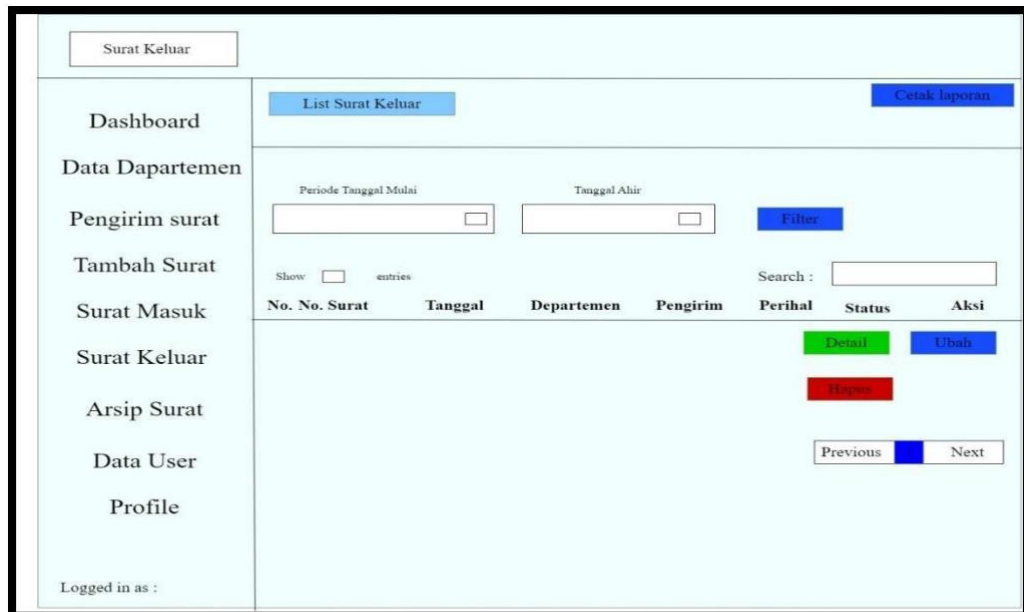 Surat Keluar
Dashboard
Data Dapartemen
Pengirim surat
Tambah Surat
Surat Masuk
Surat Keluar
Arsip Surat
Data User
Profile
Logged in as :
List Surat Keluar
Cetak laporan
Periode Tanggal Mulai
Tanggal Ahir
Filter
Show entries
Search :
No. No. Surat Tanggal Departemen Pengirim Perihal Status Aksi
Detail Ubah
Hapus
Previous Next